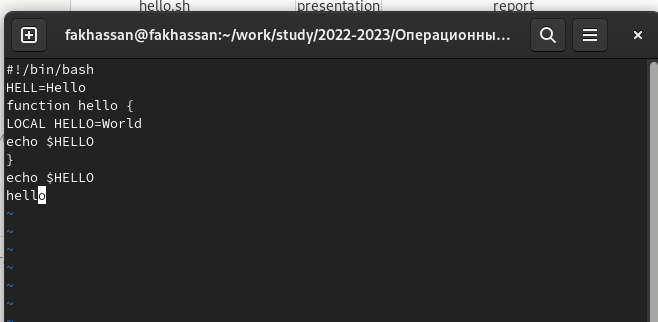 hello.sh presentation report
fakhassan@fakhassan:~/work/study/2022-2023/Операционны...
#!/bin/bash
HELL=Hello
function hello {
LOCAL HELLO=World
echo $HELLO
}
echo $HELLO
hello
~
~
~
~
~
~
~